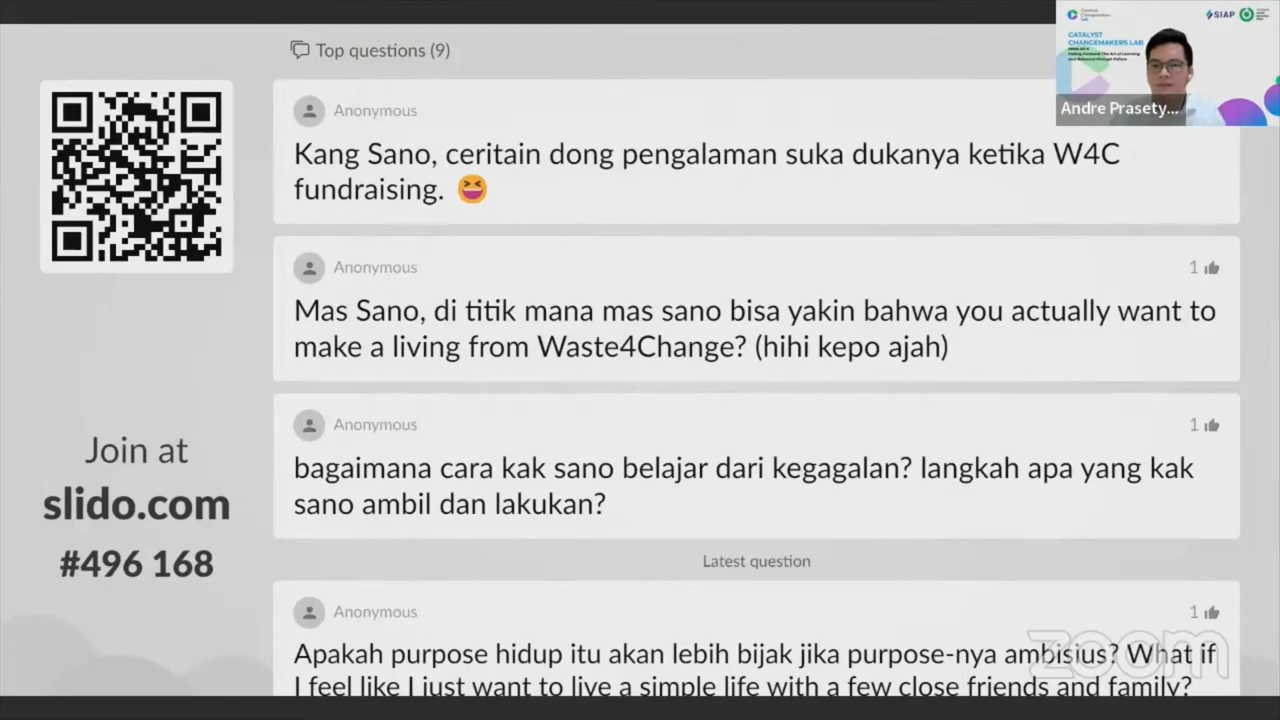 Top questions (9)
Anonymous
Kang Sano, ceritain dong pengalaman suka dukanya ketika W4C
fundraising. 😆
Anonymous
1
Mas Sano, di titik mana mas sano bisa yakin bahwa you actually want to
make a living from Waste4Change? (hihi kepo ajah)
Anonymous
1
bagaimana cara kak sano belajar dari kegagalan? langkah apa yang kak
sano ambil dan lakukan?
Latest question
Anonymous
1
Apakah purpose hidup itu akan lebih bijak jika purpose-nya ambisius? What if
I feel like I just want to live a simple life with a few close friends and family?
Join at
slido.com
#496 168
Catalyst
Changemakers
Lab
SIAP
CATALYST
CHANGEMAKERS LAB
Andre Prasety...
zoom